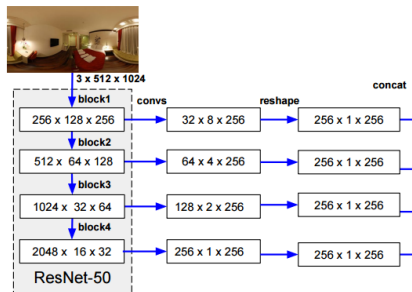 3 x 512 x 1024
concat
block1 convs reshape
256 x 128 x 256 32 x 8 x 256 256 x 1 x 256
block2
512 x 64 x 128 64 x 4 x 256 256 x 1 x 256
block3
1024 x 32 x 64 128 x 2 x 256 256 x 1 x 256
block4
2048 x 16 x 32 256 x 1 x 256 256 x 1 x 256
ResNet-50